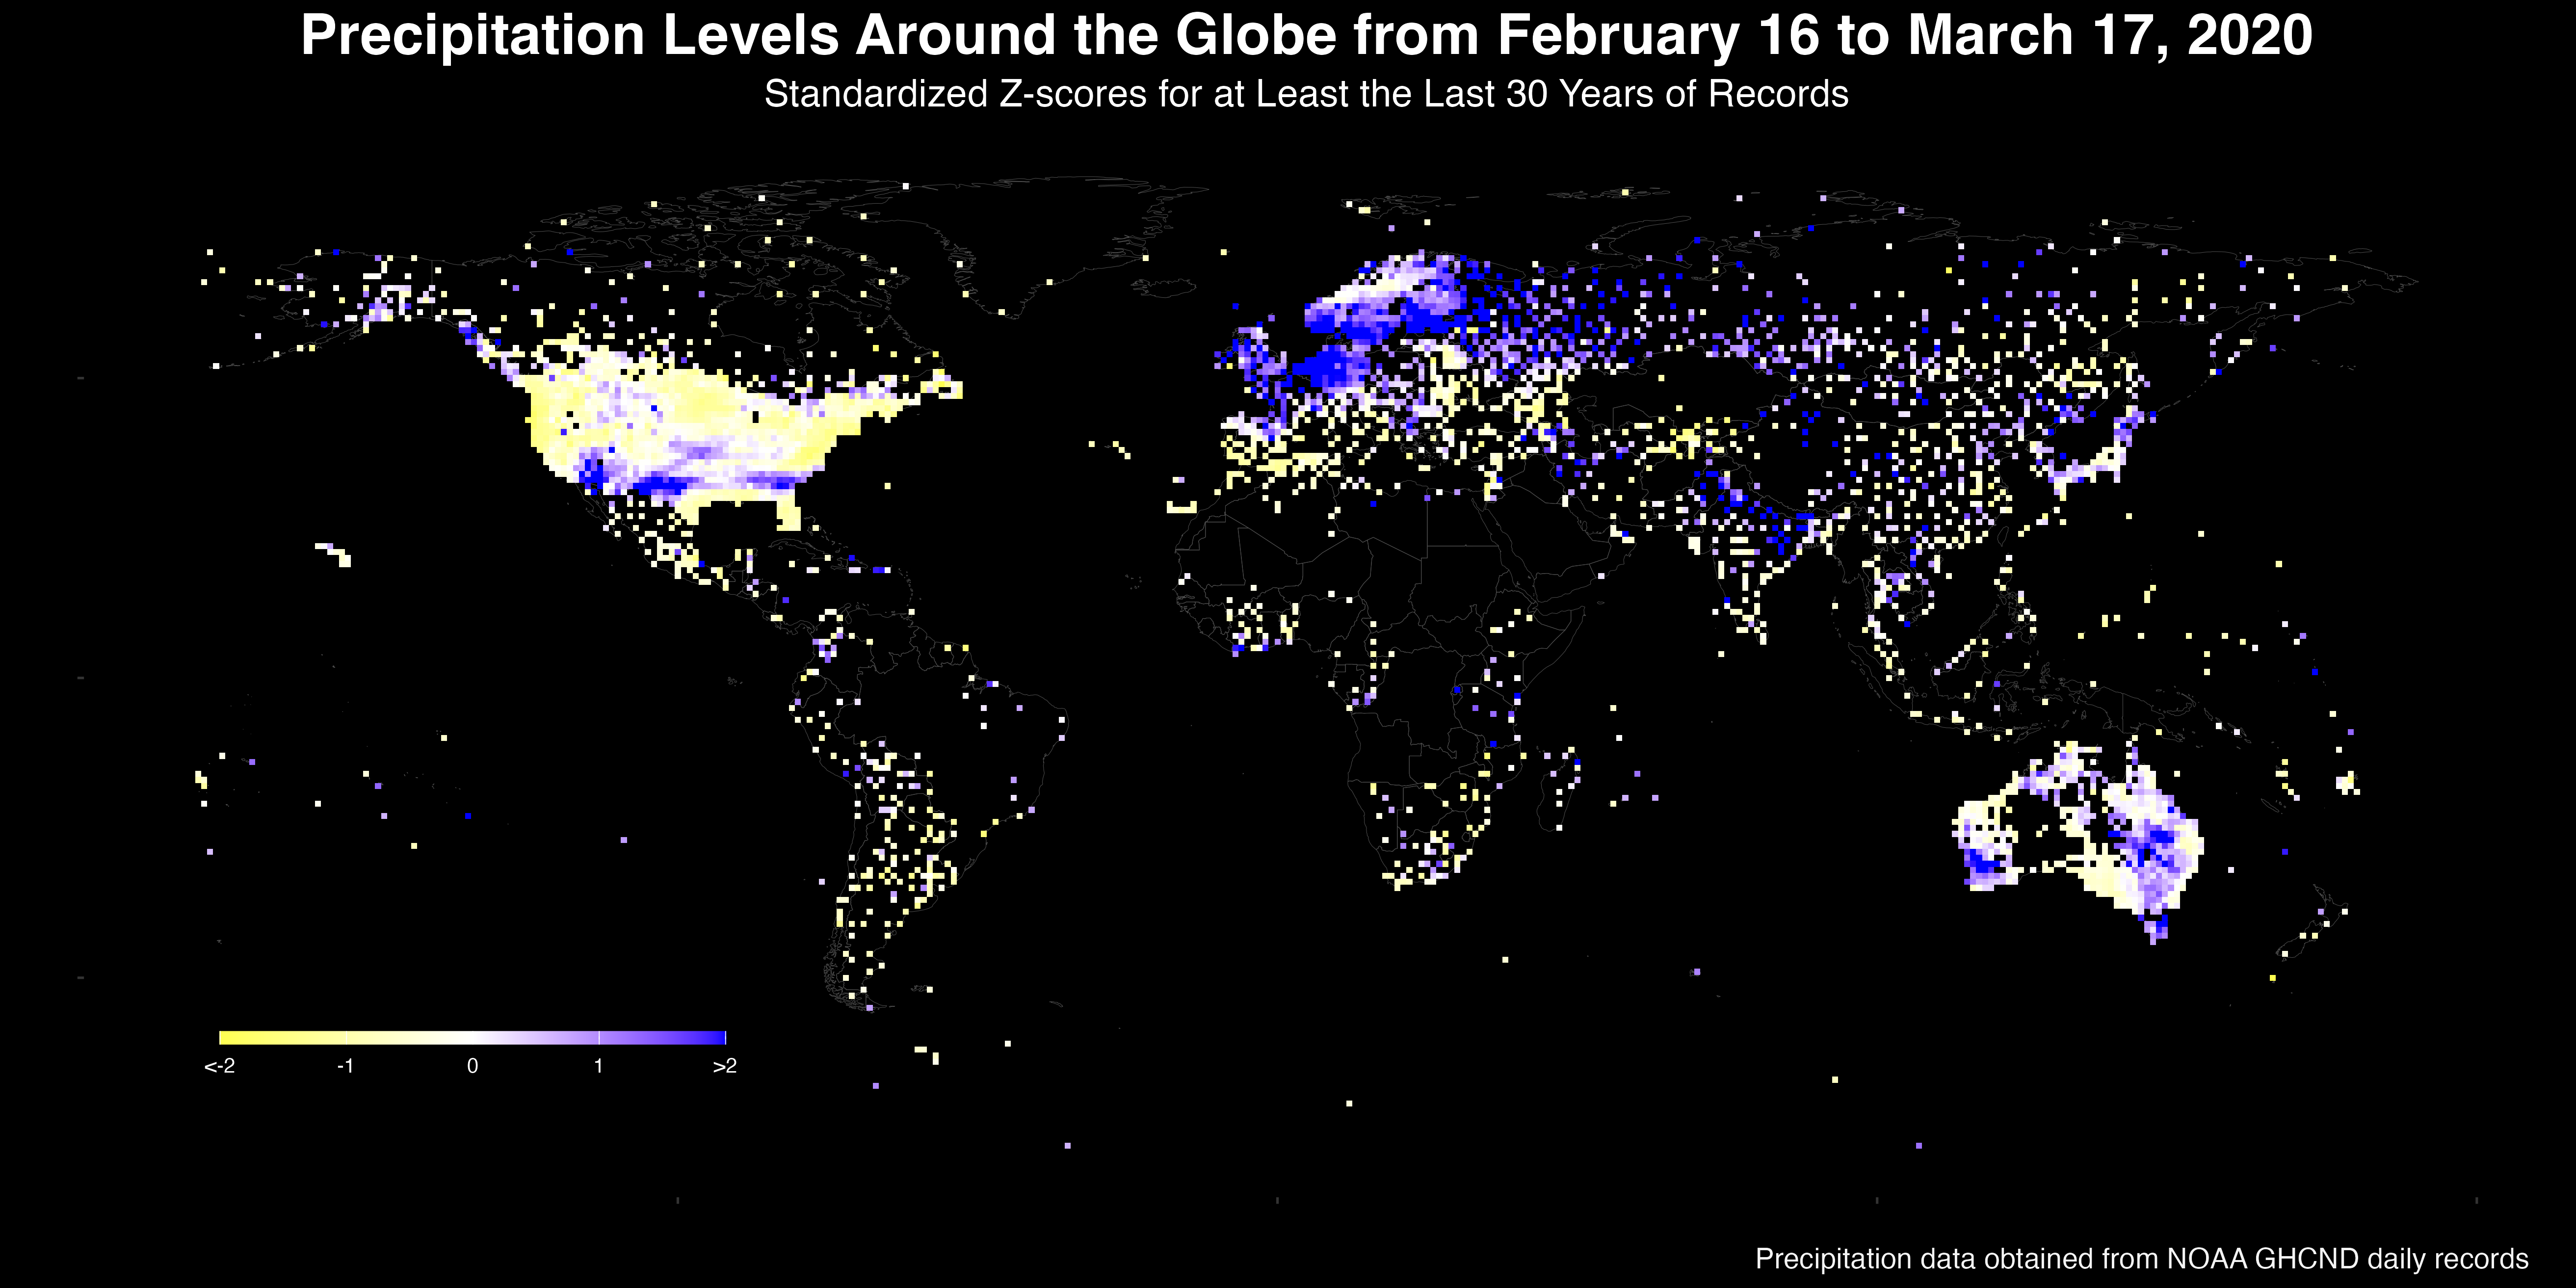 Precipitation Levels Around the Globe from February 16 to March 17, 2020
Standardized Z-scores for at Least the Last 30 Years of Records
<-2 -1 0 1 >2
Precipitation data obtained from NOAA GHCND daily records